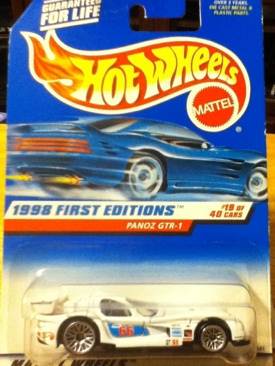 GUARANTEED
FOR LIFE
OVER 3 YEARS.
DIE CAST METAL &
PLASTIC PARTS.
Hot Wheels
MATTEL
1998 FIRST EDITIONS™
#19 OF
40 CARS
PANOZ GTR-1
66